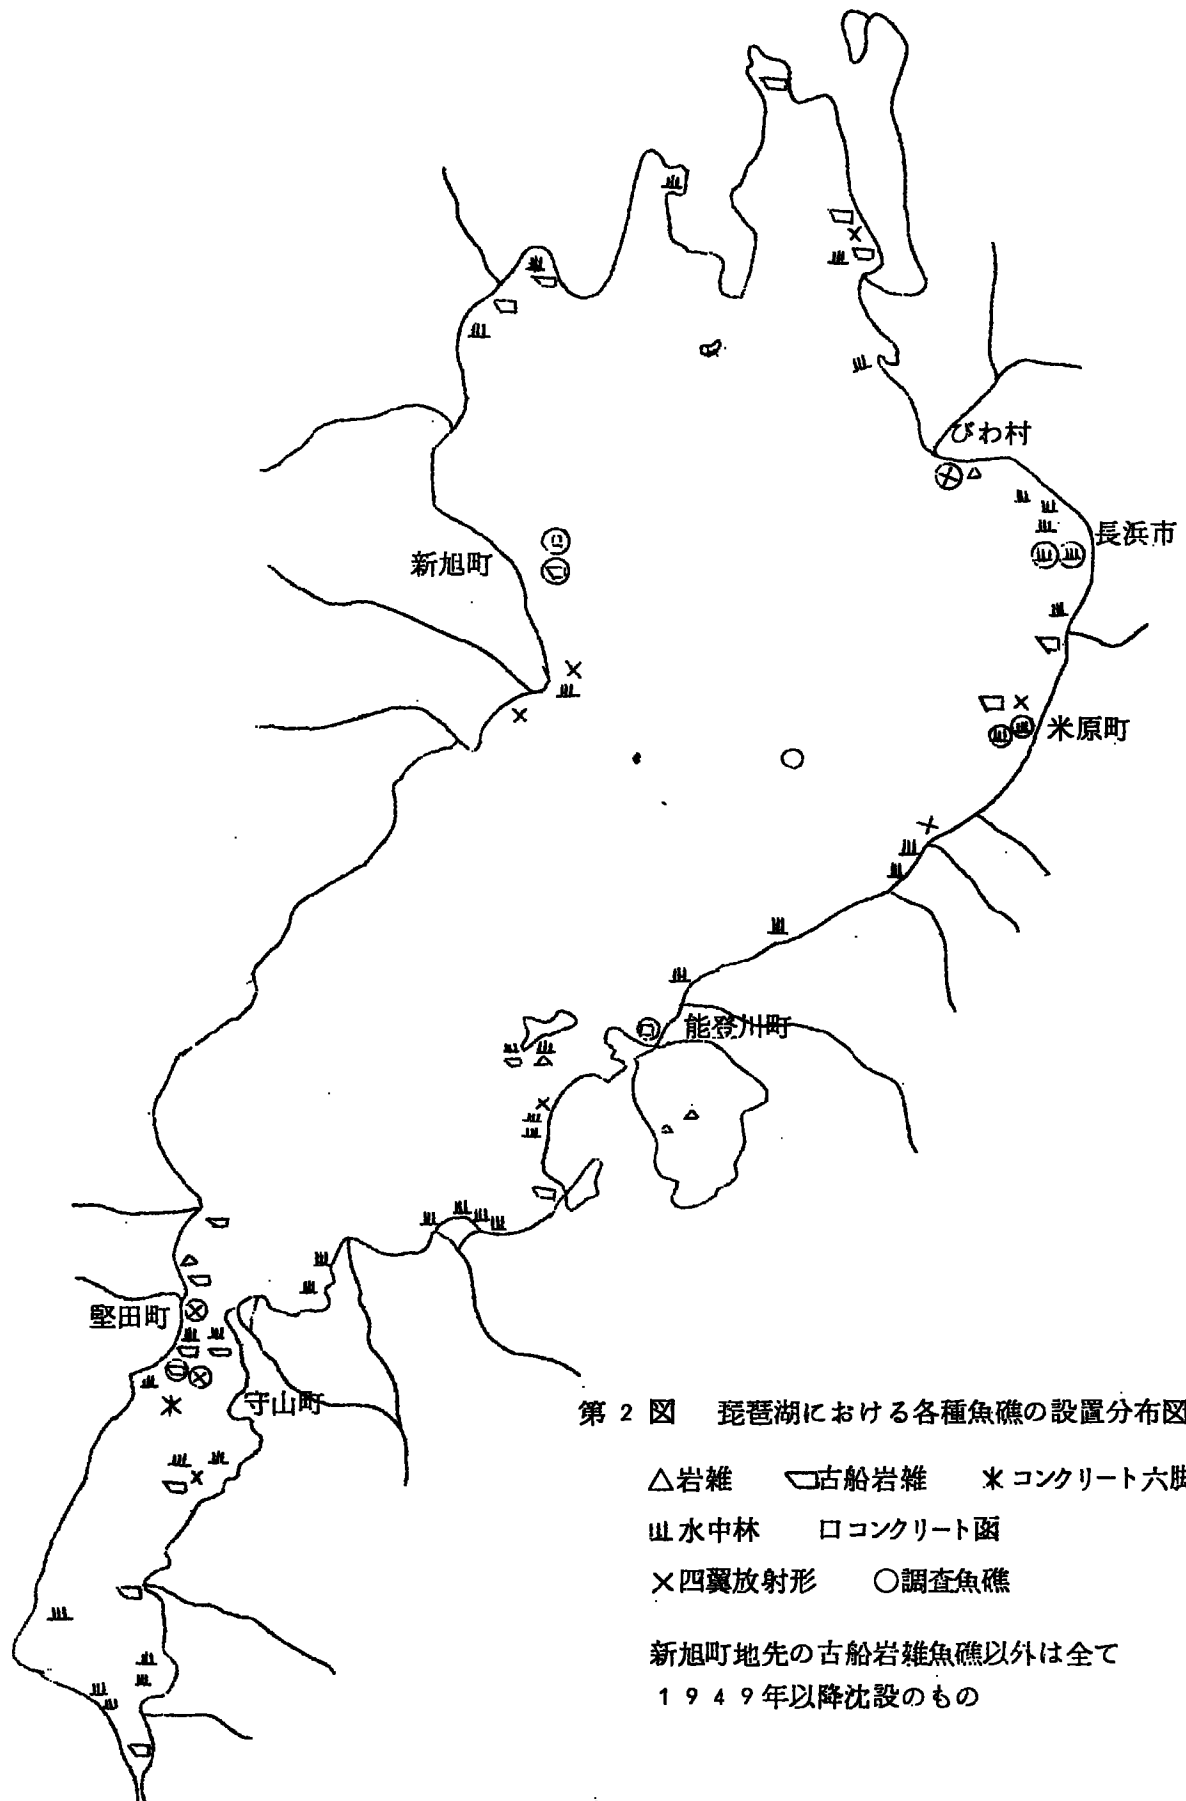 びわ村
長浜市
新旭町
米原町
能登川町
堅田町
守山町
第2図 琵琶湖における各種魚礁の設置分布図
△岩雑 古船岩雑 コンクリート六脚
水中林 □コンクリート函
×四翼放射形 ○調査魚礁
新旭町地先の古船岩雑魚礁以外は全て
1949年以降沈設のもの